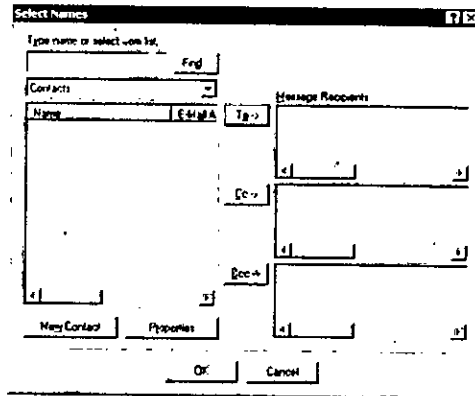 Select Names
Type name or select from list:
Find
Contacts
Name E-Mail A
Message Recipients
To ->
Cc ->
Bcc ->
New Contact Properties
OK Cancel